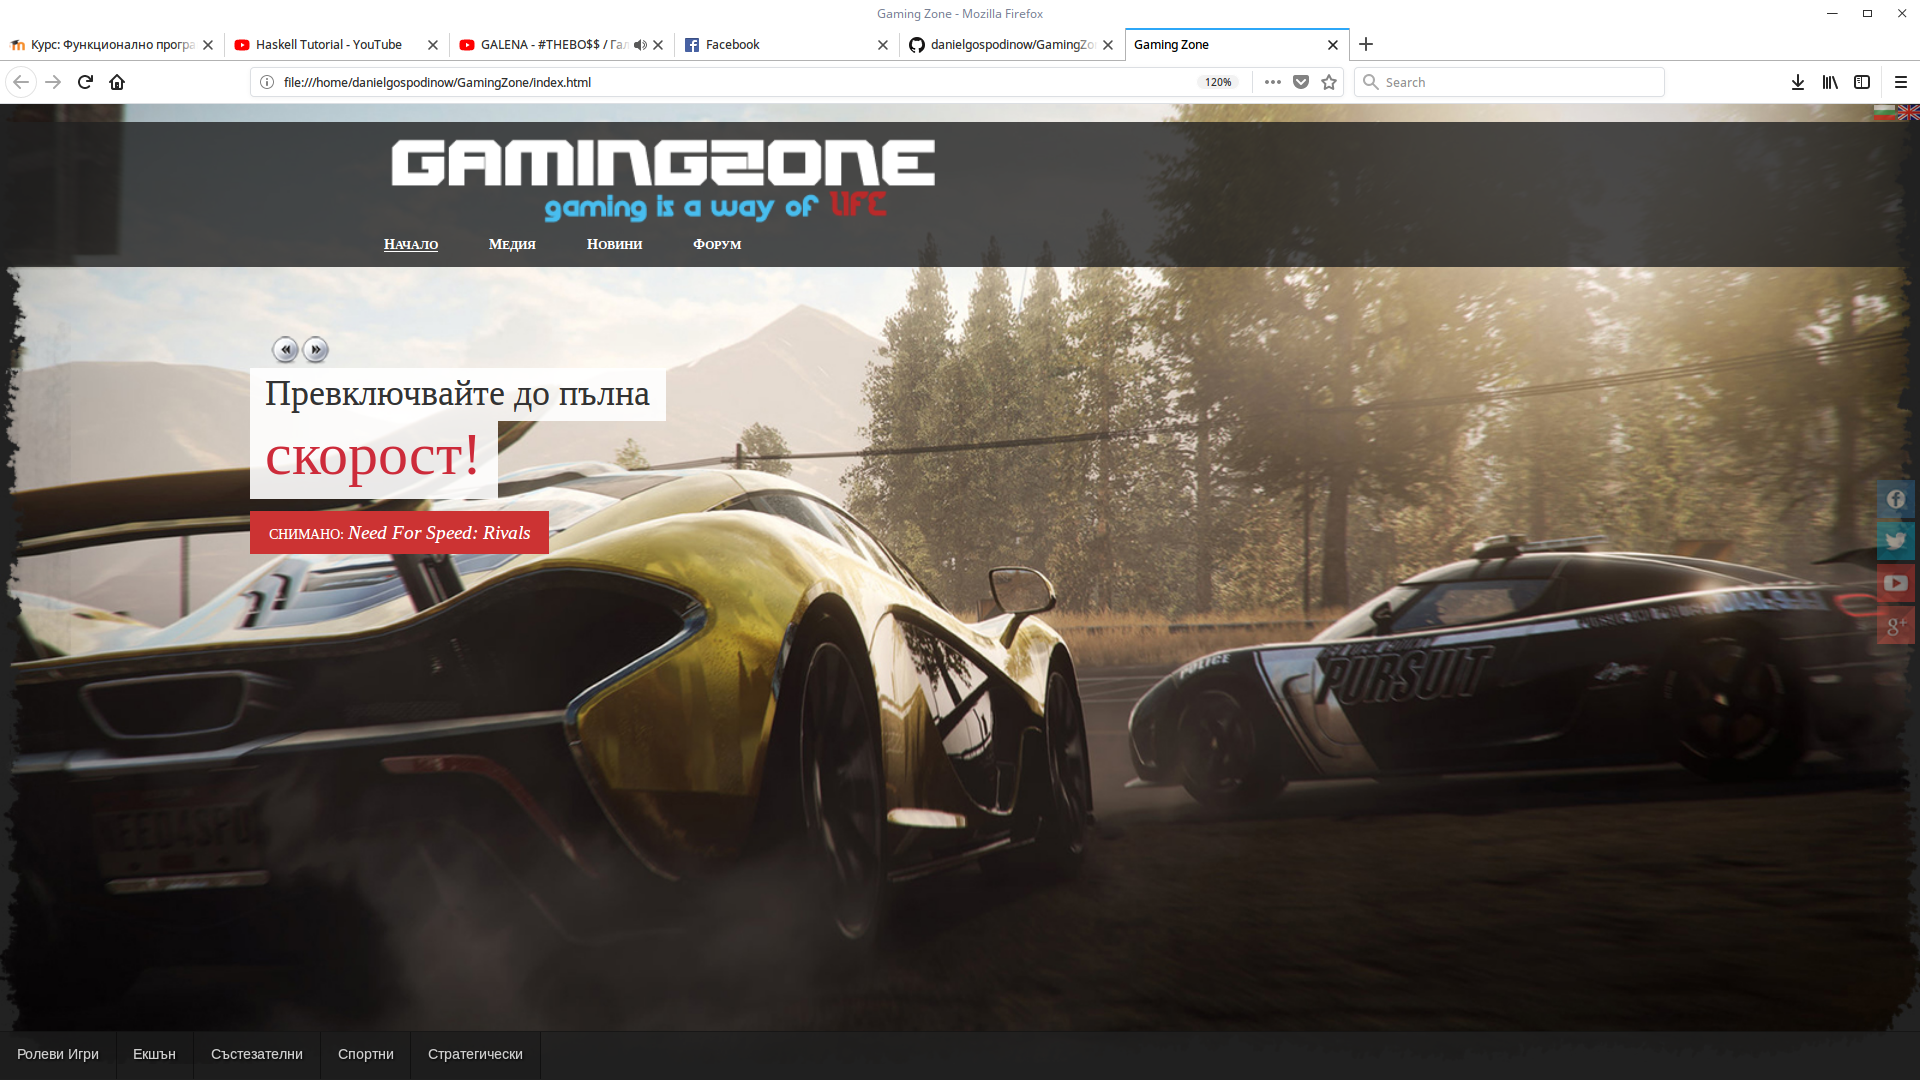 Gaming Zone - Mozilla Firefox
Курс: Функционално програ
Haskell Tutorial - YouTube
GALENA - #THEBO$$ / Гал
Facebook
danielgospodinow/GamingZo
Gaming Zone
file:///home/danielgospodinow/GamingZone/index.html
120%
Search
GAMINGZONE
gaming is a way of LIFE
Начало
Медия
Новини
Форум
Превключвайте до пълна
скорост!
СНИМАНО: Need For Speed: Rivals
POLICE
PURSUIT
8+
Ролеви Игри
Екшън
Състезателни
Спортни
Стратегически